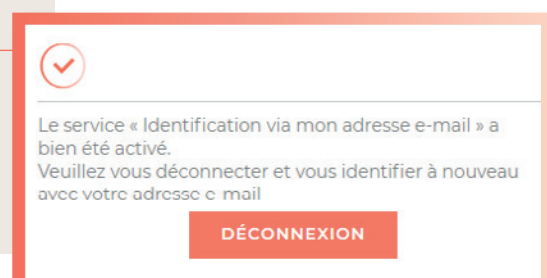 Le service « Identification via mon adresse e-mail » a
bien été activé.
Veuillez vous déconnecter et vous identifier à nouveau
avec votre adresse e-mail
DÉCONNEXION